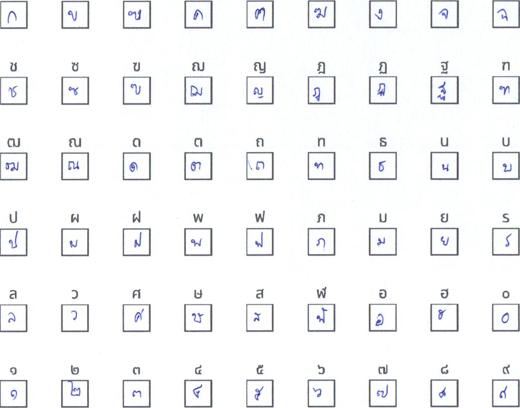 ก ข ฃ ค ฅ ฆ ง จ ฉ
ช ซ ฃ ฌ ญ ฎ ฏ ฐ ฑ
ช ซ ฃ ฌ ญ ฎ ฏ ฐ ฑ
ฒ ณ ด ต ถ ท ธ น บ
ฒ ณ ด ต ถ ท ธ น บ
ป ผ ฝ พ ฟ ภ ม ย ร
ป ผ ฝ พ ฟ ภ ม ย ร
ล ว ศ ษ ส ฬ อ ฮ ๐
ล ว ศ ษ ส ฬ อ ฮ ๐
๑ ๒ ๓ ๔ ๕ ๖ ๗ ๘ ๙
๑ ๒ ๓ ๔ ๕ ๖ ๗ ๘ ๙